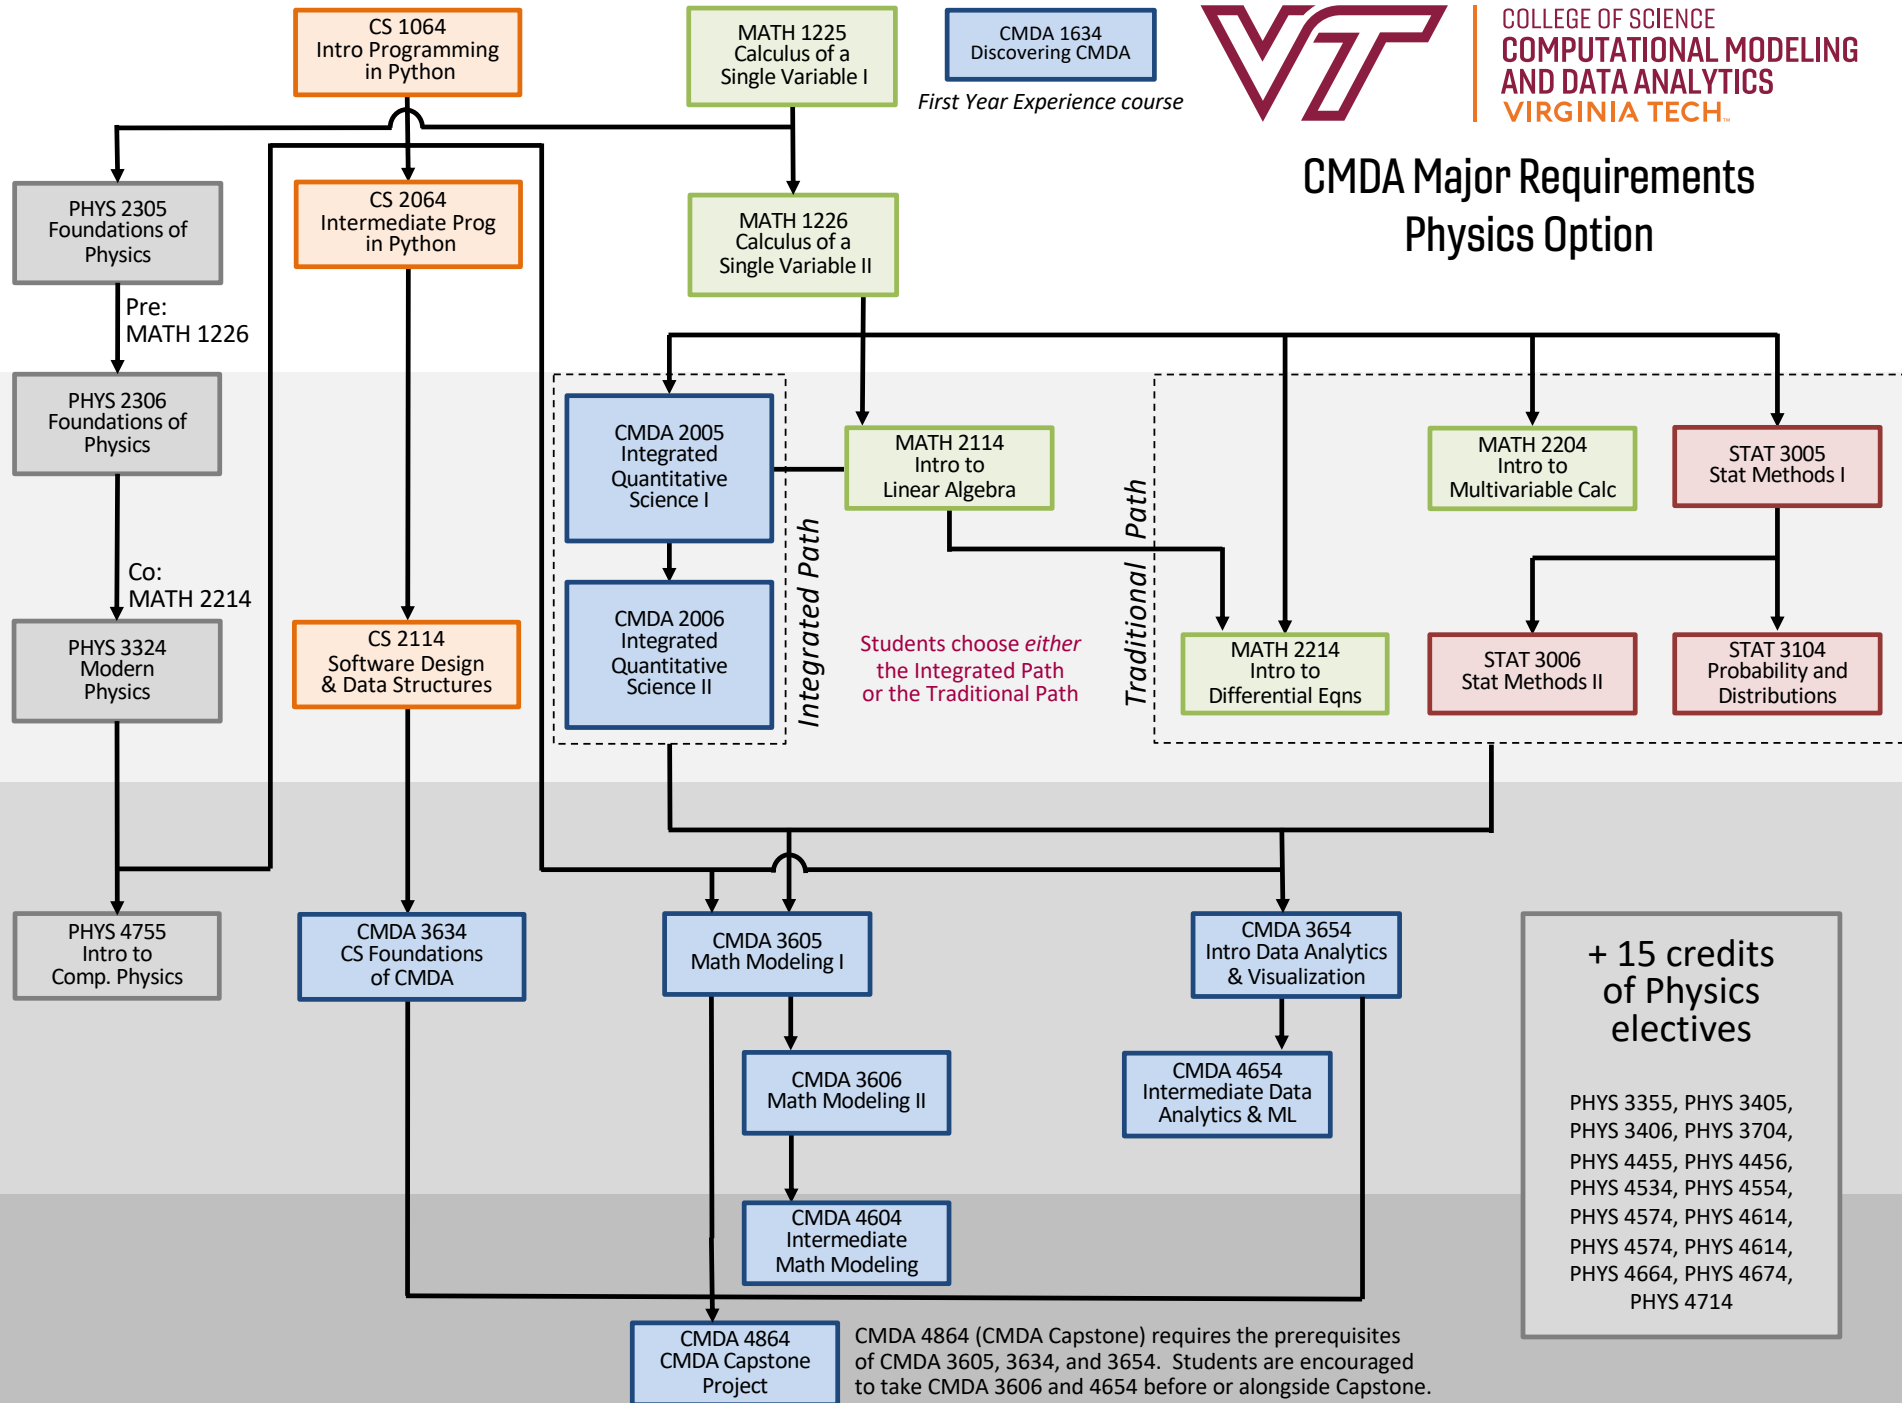 CS 1064
Intro Programming
in Python
MATH 1225
Calculus of a
Single Variable I
CMDA 1634
Discovering CMDA
First Year Experience course
VT
COLLEGE OF SCIENCE
COMPUTATIONAL MODELING
AND DATA ANALYTICS
VIRGINIA TECH™
CMDA Major Requirements
Physics Option
PHYS 2305
Foundations of
Physics
CS 2064
Intermediate Prog
in Python
MATH 1226
Calculus of a
Single Variable II
Pre:
MATH 1226
PHYS 2306
Foundations of
Physics
CMDA 2005
Integrated
Quantitative
Science I
MATH 2114
Intro to
Linear Algebra
MATH 2204
Intro to
Multivariable Calc
STAT 3005
Stat Methods I
Integrated Path
Traditional Path
Co:
MATH 2214
PHYS 3324
Modern
Physics
CS 2114
Software Design
& Data Structures
CMDA 2006
Integrated
Quantitative
Science II
Students choose either
the Integrated Path
or the Traditional Path
MATH 2214
Intro to
Differential Eqns
STAT 3006
Stat Methods II
STAT 3104
Probability and
Distributions
PHYS 4755
Intro to
Comp. Physics
CMDA 3634
CS Foundations
of CMDA
CMDA 3605
Math Modeling I
CMDA 3654
Intro Data Analytics
& Visualization
CMDA 3606
Math Modeling II
CMDA 4654
Intermediate Data
Analytics & ML
CMDA 4604
Intermediate
Math Modeling
+ 15 credits
of Physics
electives
PHYS 3355, PHYS 3405,
PHYS 3406, PHYS 3704,
PHYS 4455, PHYS 4456,
PHYS 4534, PHYS 4554,
PHYS 4574, PHYS 4614,
PHYS 4574, PHYS 4614,
PHYS 4664, PHYS 4674,
PHYS 4714
CMDA 4864
CMDA Capstone
Project
CMDA 4864 (CMDA Capstone) requires the prerequisites
of CMDA 3605, 3634, and 3654. Students are encouraged
to take CMDA 3606 and 4654 before or alongside Capstone.